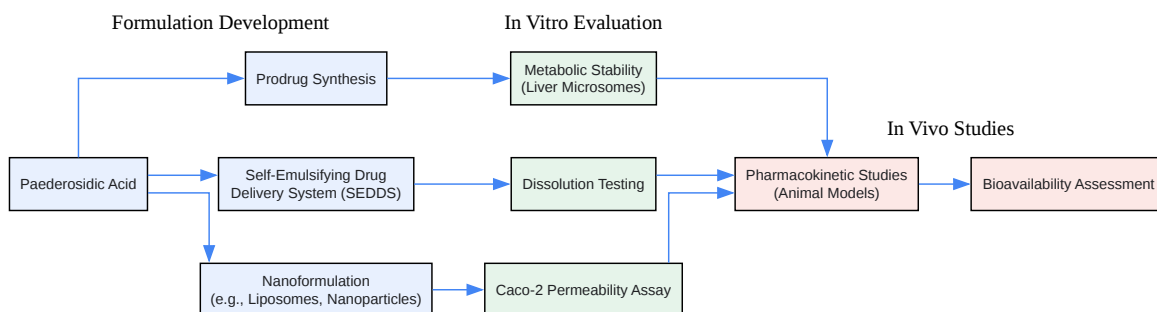 Formulation Development
In Vitro Evaluation
Prodrug Synthesis
Metabolic Stability
(Liver Microsomes)
In Vivo Studies
Paederosidic Acid
Self-Emulsifying Drug
Delivery System (SEDDS)
Dissolution Testing
Pharmacokinetic Studies
(Animal Models)
Bioavailability Assessment
Nanoformulation
(e.g., Liposomes, Nanoparticles)
Caco-2 Permeability Assay